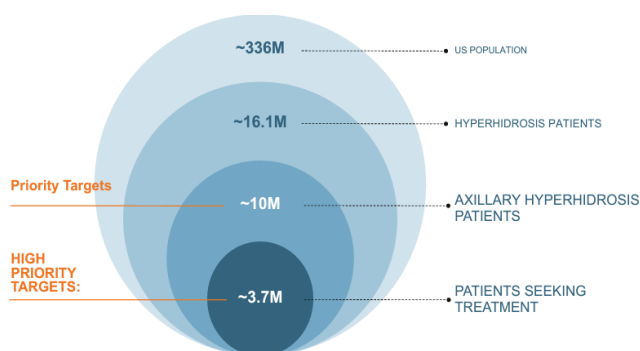 ~336M
US POPULATION
~16.1M
HYPERHIDROSIS PATIENTS
Priority Targets
~10M
AXILLARY HYPERHIDROSIS
PATIENTS
HIGH
PRIORITY
TARGETS:
~3.7M
PATIENTS SEEKING
TREATMENT